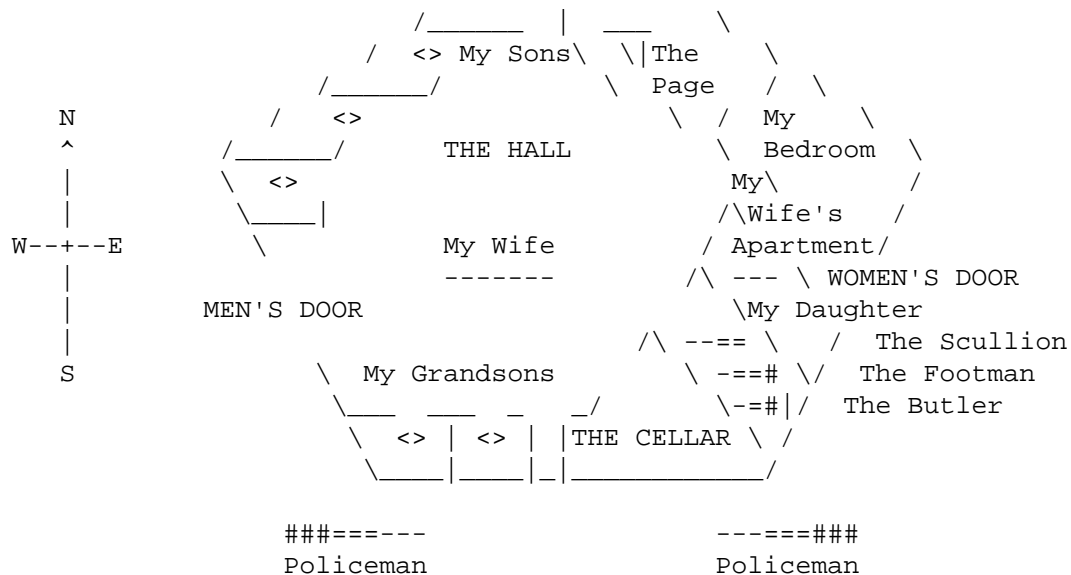 My Sons The
Page
N My
THE HALL Bedroom
My
Wife's
W--+--E My Wife Apartment
WOMEN'S DOOR
MEN'S DOOR My Daughter
The Scullion
S My Grandsons The Footman
The Butler
THE CELLAR
Policeman Policeman